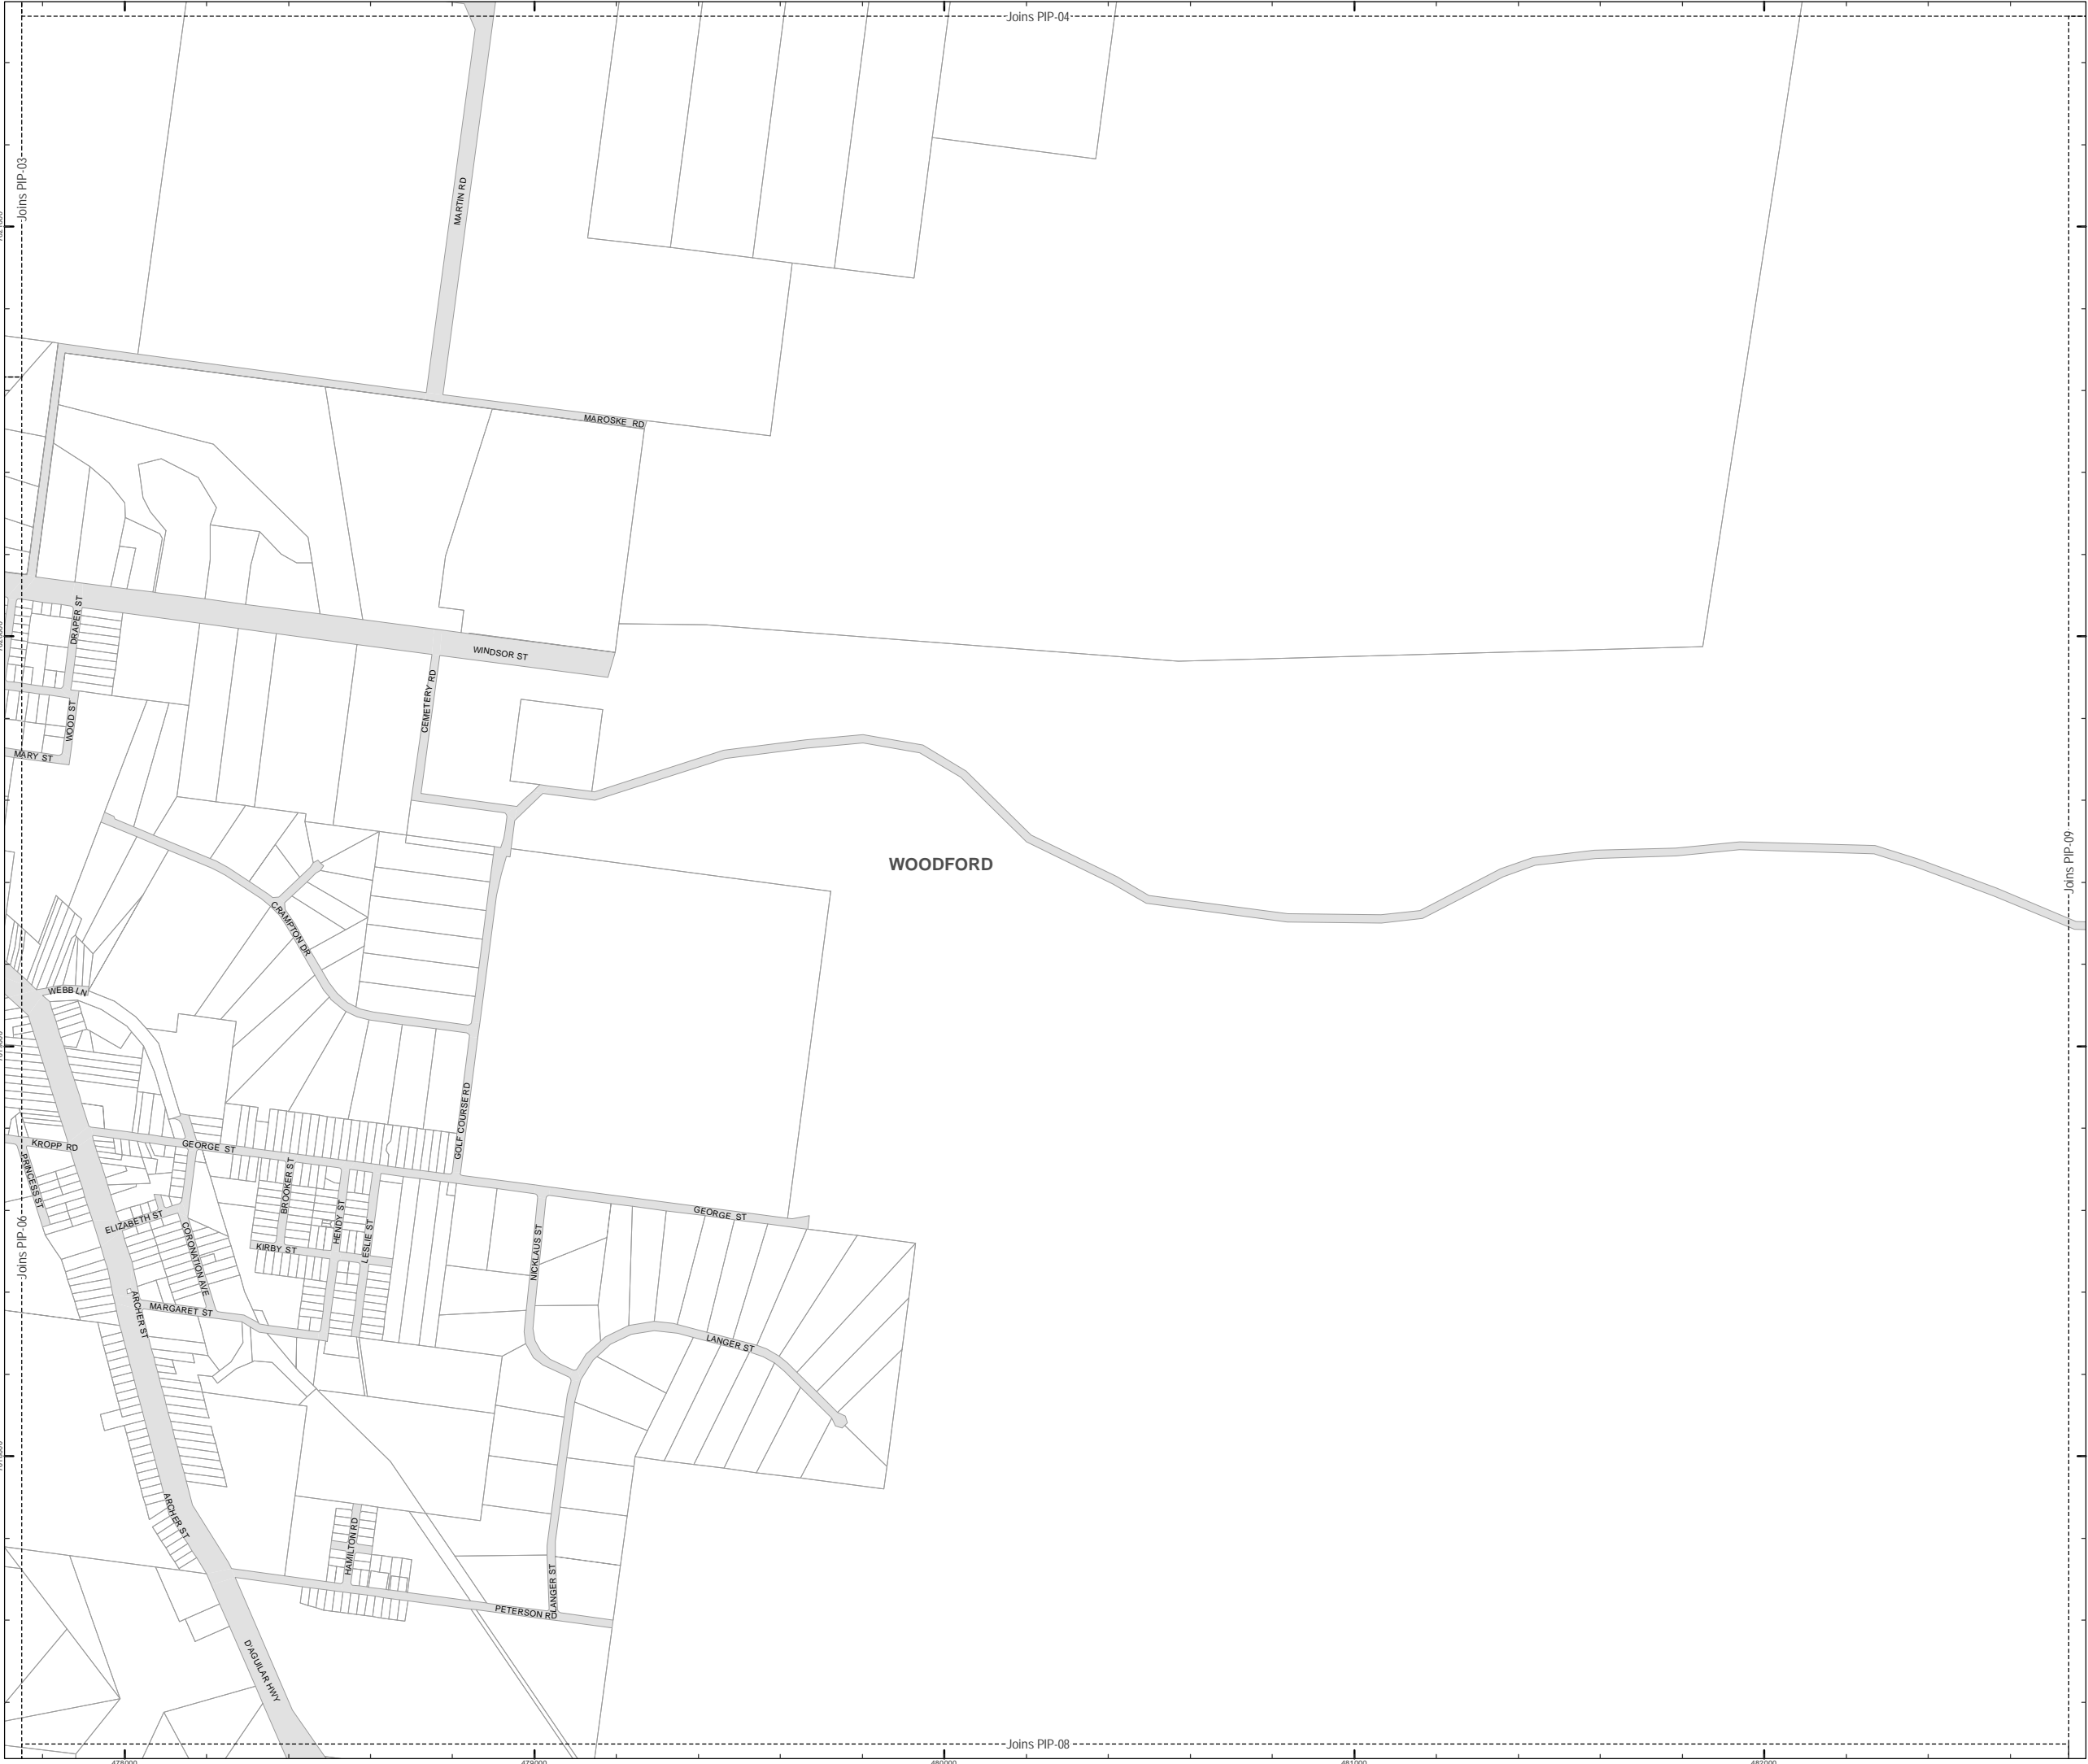 Joins PIP-04
Joins PIP-03
MARTIN RD
MAROSKE RD
DRAPER ST
WINDSOR ST
CEMETERY RD
WOOD ST
MARY ST
WOODFORD
Joins PIP-09
CRAMPTON DR
WEBB LN
GOLF COURSE RD
KROPP RD
GEORGE ST
PRINCESS ST
BROOKER ST
HENDY ST
LESLIE ST
ELIZABETH ST
CORONATION AVE
KIRBY ST
NICKLAUS ST
GEORGE ST
Joins PIP-06
MARGARET ST
ARCHER ST
LANGER ST
ARCHER ST
HAMILTON RD
LANGER ST
PETERSON RD
D'AGUILAR HWY
Joins PIP-08